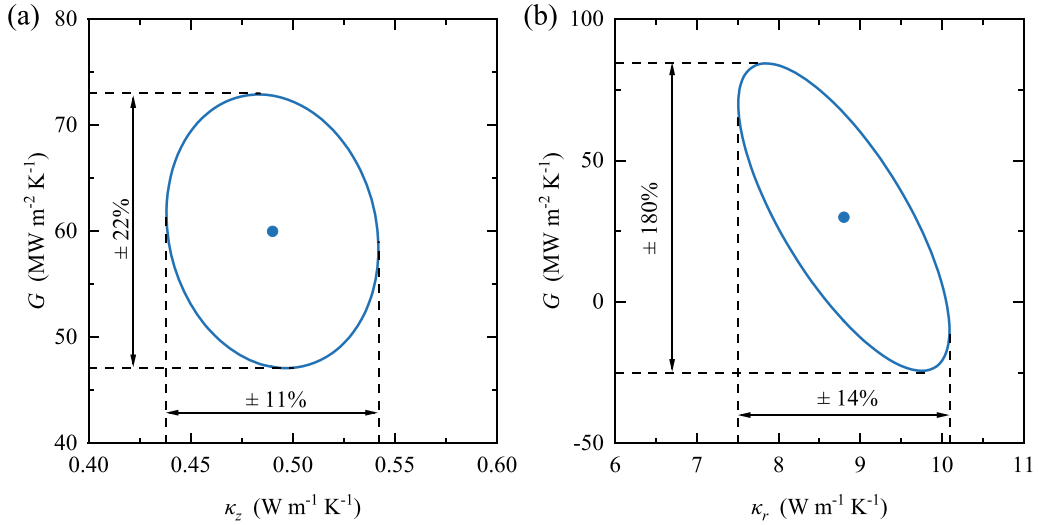 (a)
80
70
60
50
40
G (MW m-2 K-1)
± 22%
± 11%
0.40 0.45 0.50 0.55 0.60
κz (W m-1 K-1)
(b)
100
50
0
-50
G (MW m-2 K-1)
± 180%
± 14%
6 7 8 9 10 11
κr (W m-1 K-1)